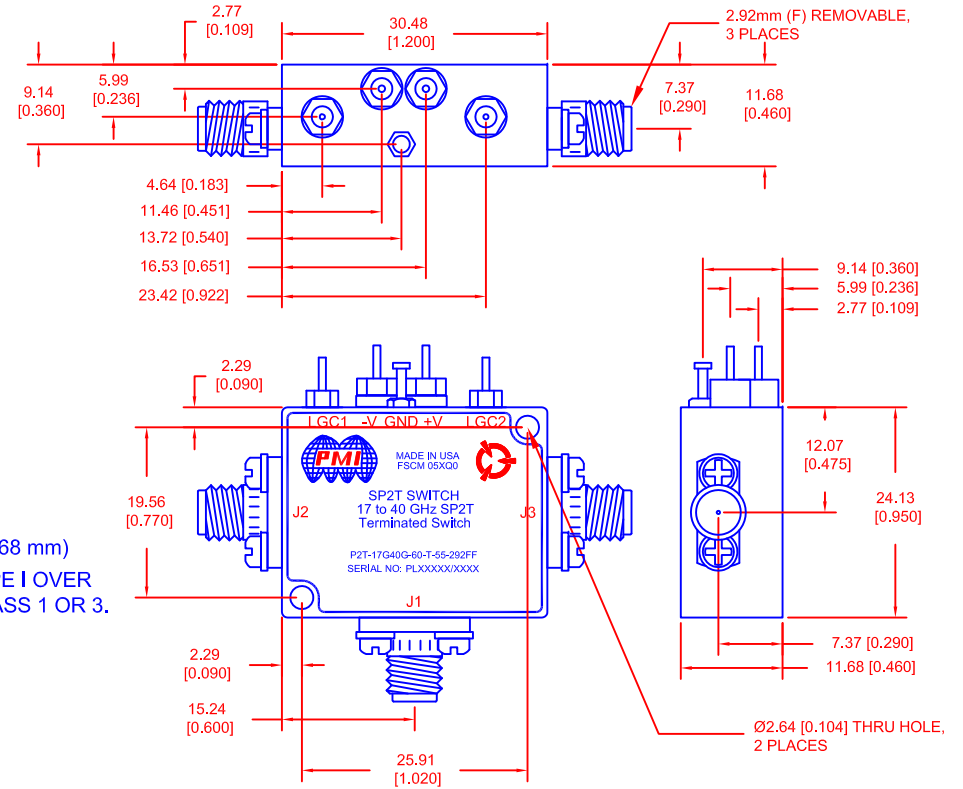 2.77
[0.109]
30.48
[1.200]
2.92mm (F) REMOVABLE,
3 PLACES
9.14
[0.360]
5.99
[0.236]
7.37
[0.290]
11.68
[0.460]
4.64 [0.183]
11.46 [0.451]
13.72 [0.540]
16.53 [0.651]
23.42 [0.922]
9.14 [0.360]
5.99 [0.236]
2.77 [0.109]
2.29
[0.090]
LGC1 -V GND +V LGC2
PMI
MADE IN USA
FSCM 05XQ0
SP2T SWITCH
17 to 40 GHz SP2T
Terminated Switch
J2
J3
P2T-17G40G-60-T-55-292FF
SERIAL NO: PLXXXXX/XXXX
J1
19.56
[0.770]
12.07
[0.475]
24.13
[0.950]
68 mm)
PE I OVER
ASS 1 OR 3.
2.29
[0.090]
15.24
[0.600]
25.91
[1.020]
7.37 [0.290]
11.68 [0.460]
Ø2.64 [0.104] THRU HOLE,
2 PLACES